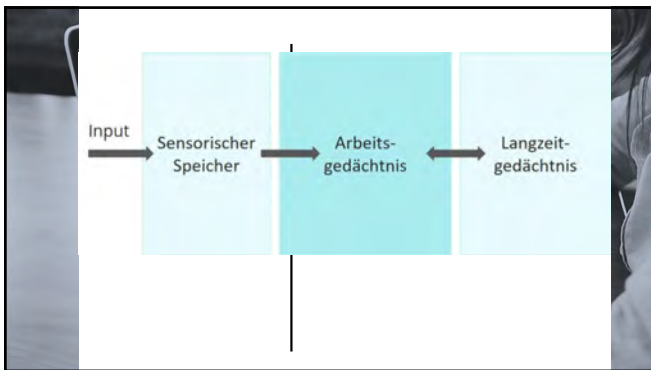 Input
Sensorischer
Speicher
Arbeits-
gedächtnis
Langzeit-
gedächtnis